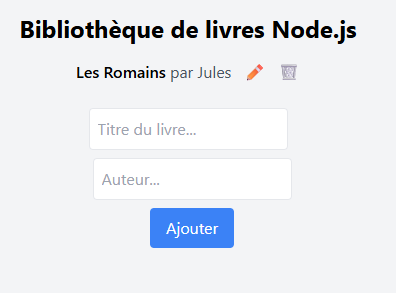 Bibliothèque de livres Node.js
Les Romains par Jules
Titre du livre...
Auteur...
Ajouter